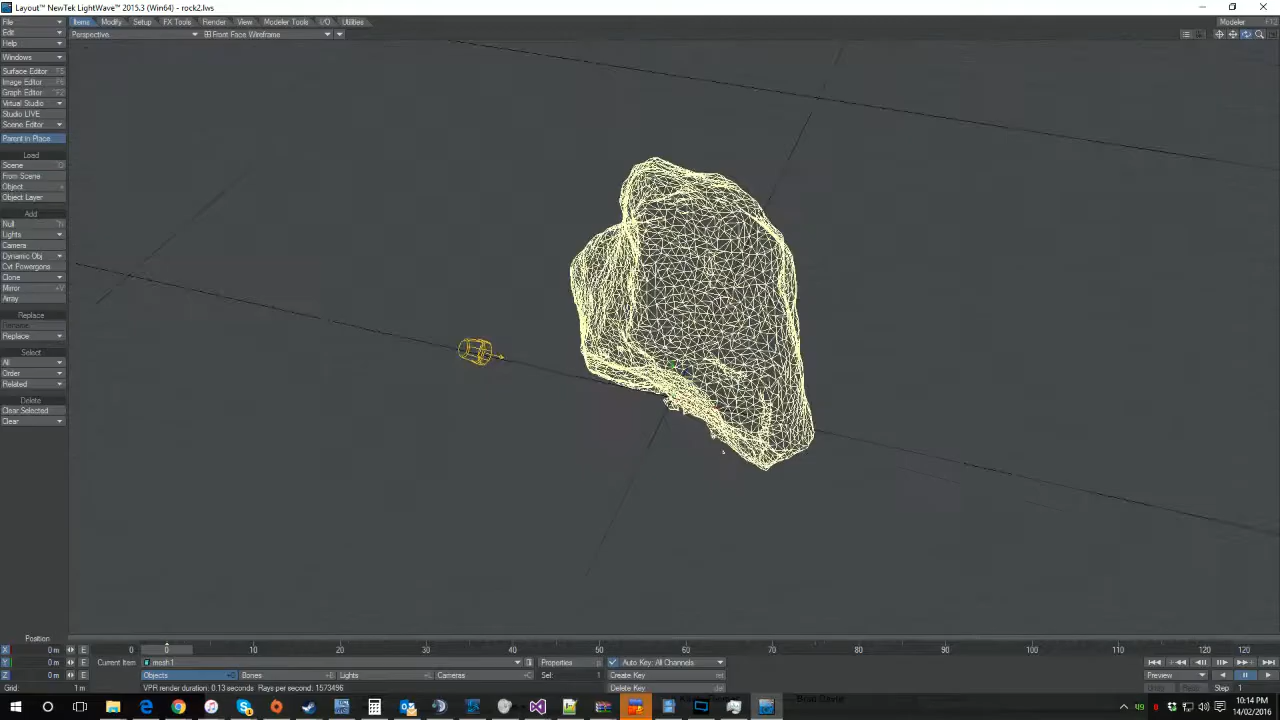 Layout™ NewTek LightWave™ 2015.3 (Win64) - rock2.lws
File
Items
Modify
Setup
FX Tools
Render
View
Modeler Tools
I/O
Utilities
Modeler
F12
Edit
Perspective
Front Face Wireframe
Help
Windows
Surface Editor F5
Image Editor F6
Graph Editor ^F2
Virtual Studio
Studio LIVE
Scene Editor
Parent in Place
Load
Scene
From Scene
Object +
Object Layer
Add
Null
Lights
Camera
Dynamic Obj
Cvt Powergons
Clone
Mirror +V
Array
Replace
Rename
Replace
Select
All
Order
Related
Delete
Clear Selected
Clear
Position
X 0 m E
Y 0 m E
Z 0 m E
Grid: 1 m
0 0 10 20 30 40 50 60 70 80 90 100 110 120 120
Current Item
mesh1
Properties
Auto Key: All Channels
Objects
Bones
Lights
Cameras
Sel: 1
Create Key
Delete Key
VPR render duration: 0.13 seconds Rays per second: 1573496
Preview
Step 1
10:14 PM
14/02/2016